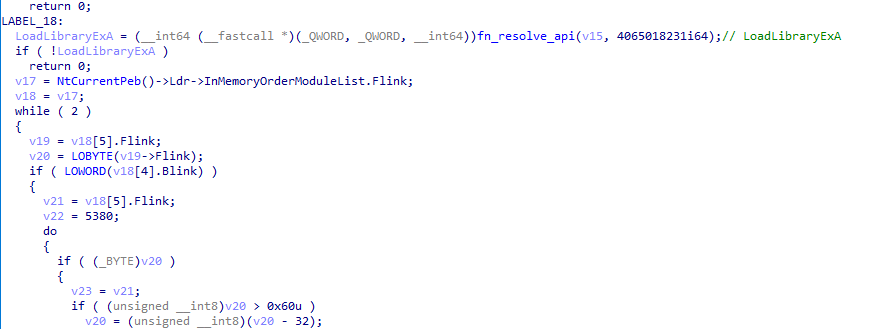 return 0;
LABEL_18:
LoadLibraryExA = (__int64 (__fastcall *)(_QWORD, _QWORD, __int64))fn_resolve_api(v15, 4065018231i64);// LoadLibraryExA
if ( !LoadLibraryExA )
return 0;
v17 = NtCurrentPeb()->Ldr->InMemoryOrderModuleList.Flink;
v18 = v17;
while ( 2 )
{
v19 = v18[5].Flink;
v20 = LOBYTE(v19->Flink);
if ( LOWORD(v18[4].Blink) )
{
v21 = v18[5].Flink;
v22 = 5380;
do
{
if ( (_BYTE)v20 )
{
v23 = v21;
if ( (unsigned __int8)v20 > 0x60u )
v20 = (unsigned __int8)(v20 - 32);